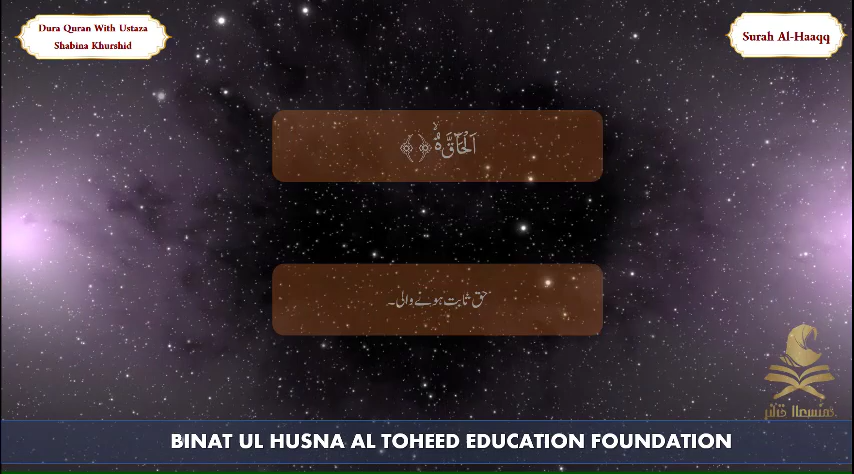 Dura Quran With Ustaza
Shabina Khurshid
Surah Al-Haaqq
اَلْحَآقَّةُ ۙ﴿﴾
حق ثابت ہونے والی۔
BINAT UL HUSNA AL TOHEED EDUCATION FOUNDATION